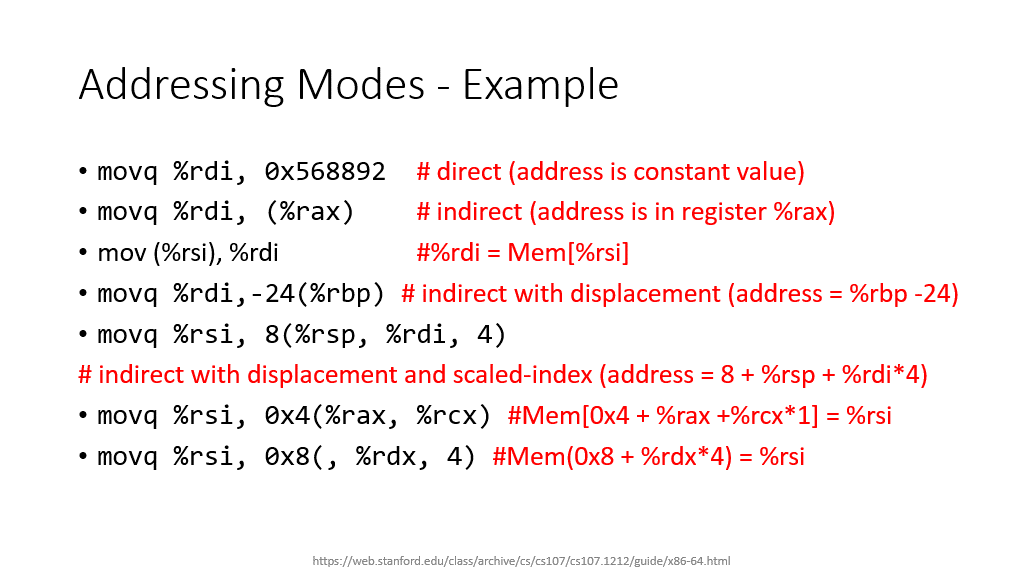 Addressing Modes - Example
• movq %rdi, 0x568892 # direct (address is constant value)
• movq %rdi, (%rax) # indirect (address is in register %rax)
• mov (%rsi), %rdi #%rdi = Mem[%rsi]
• movq %rdi,-24(%rbp) # indirect with displacement (address = %rbp -24)
• movq %rsi, 8(%rsp, %rdi, 4)
# indirect with displacement and scaled-index (address = 8 + %rsp + %rdi*4)
• movq %rsi, 0x4(%rax, %rcx) #Mem[0x4 + %rax +%rcx*1] = %rsi
• movq %rsi, 0x8(, %rdx, 4) #Mem(0x8 + %rdx*4) = %rsi
https://web.stanford.edu/class/archive/cs/cs107/cs107.1212/guide/x86-64.html